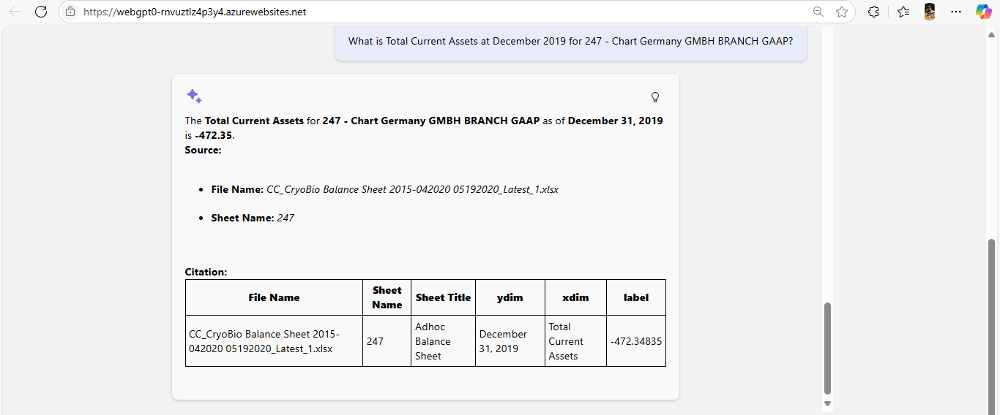 https://webgpt0-rnvuztlz4p3y4.azurewebsites.net
What is Total Current Assets at December 2019 for 247 - Chart Germany GMBH BRANCH GAAP?
The Total Current Assets for 247 - Chart Germany GMBH BRANCH GAAP as of December 31, 2019
is -472.35.
Source:
• File Name: CC_CryoBio Balance Sheet 2015-042020 05192020_Latest_1.xlsx
• Sheet Name: 247
Citation:
File Name Sheet Name Sheet Title ydim xdim label
CC_CryoBio Balance Sheet 2015-
042020 05192020_Latest_1.xlsx
247
Adhoc
Balance
Sheet
December
31, 2019
Total
Current
Assets
-472.34835